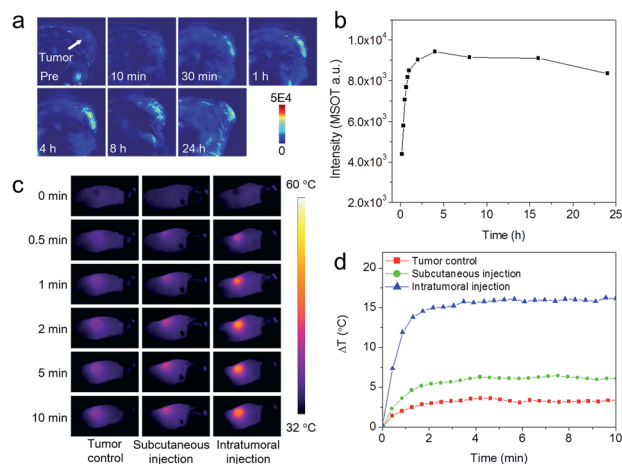 a
Tumor
Pre
10 min
30 min
1 h
4 h
8 h
24 h
5E4
0
b
Intensity (MSOT a.u.)
1.0x10⁴
8.0x10³
6.0x10³
4.0x10³
2.0x10³
0 5 10 15 20 25
Time (h)
c
0 min
0.5 min
1 min
2 min
5 min
10 min
60 °C
32 °C
Tumor control
Subcutaneous injection
Intratumoral injection
d
Tumor control
Subcutaneous injection
Intratumoral injection
ΔT (°C)
20
15
10
5
0
0 2 4 6 8 10
Time (min)